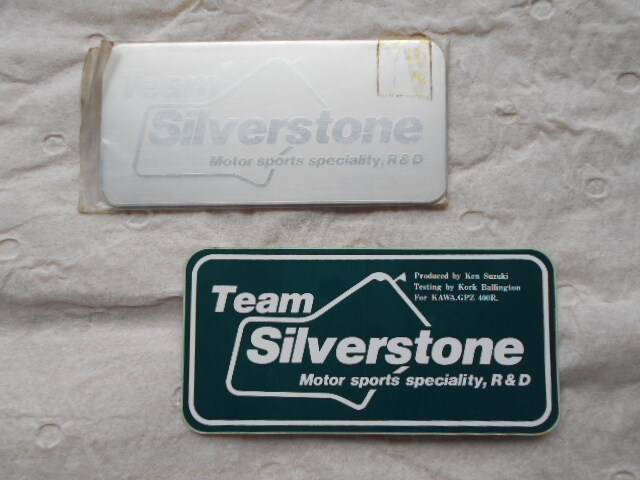 Team
Silverstone
Motor sports speciality, R & D
Produced by Ken Suzuki
Testing by Kork Ballington
For KAWA.GPZ 400R.
Team
Silverstone
Motor sports speciality, R & D